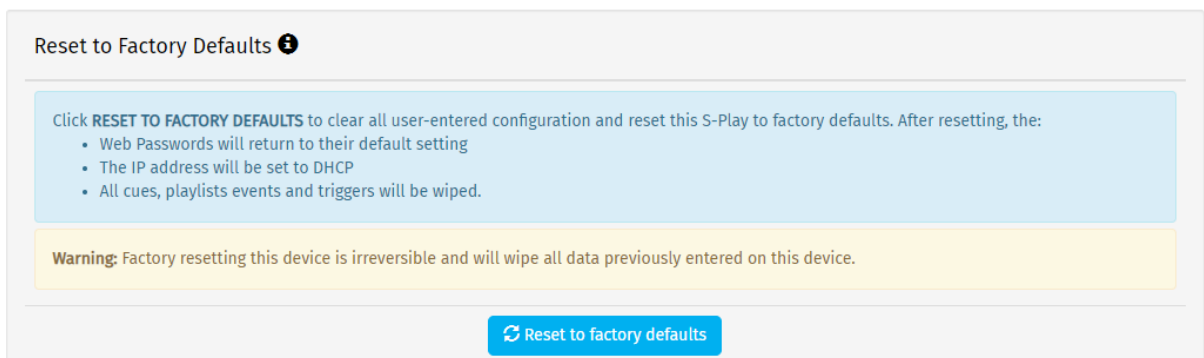 Reset to Factory Defaults
Click RESET TO FACTORY DEFAULTS to clear all user-entered configuration and reset this S-Play to factory defaults. After resetting, the:
• Web Passwords will return to their default setting
• The IP address will be set to DHCP
• All cues, playlists events and triggers will be wiped.
Warning: Factory resetting this device is irreversible and will wipe all data previously entered on this device.
Reset to factory defaults